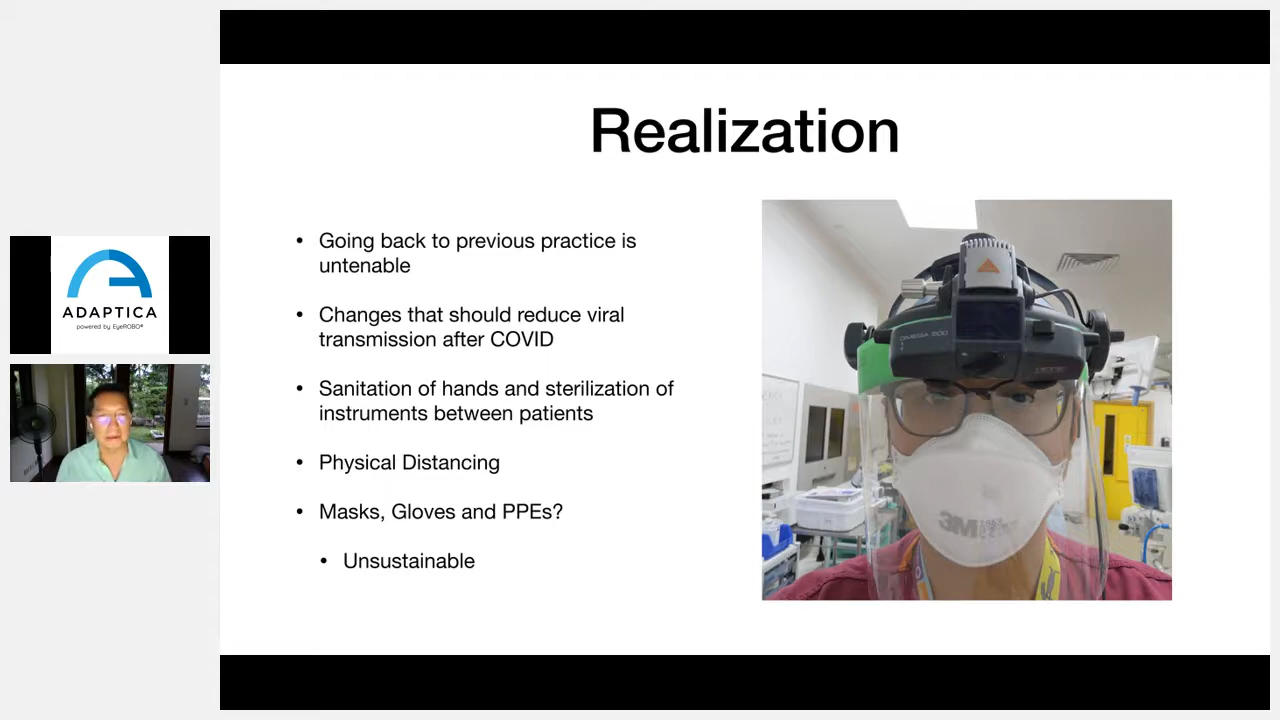 Realization
• Going back to previous practice is
untenable
• Changes that should reduce viral
transmission after COVID
• Sanitation of hands and sterilization of
instruments between patients
• Physical Distancing
• Masks, Gloves and PPEs?
• Unsustainable
ADAPTICA
powered by EyeROBO®
OMEGA 500